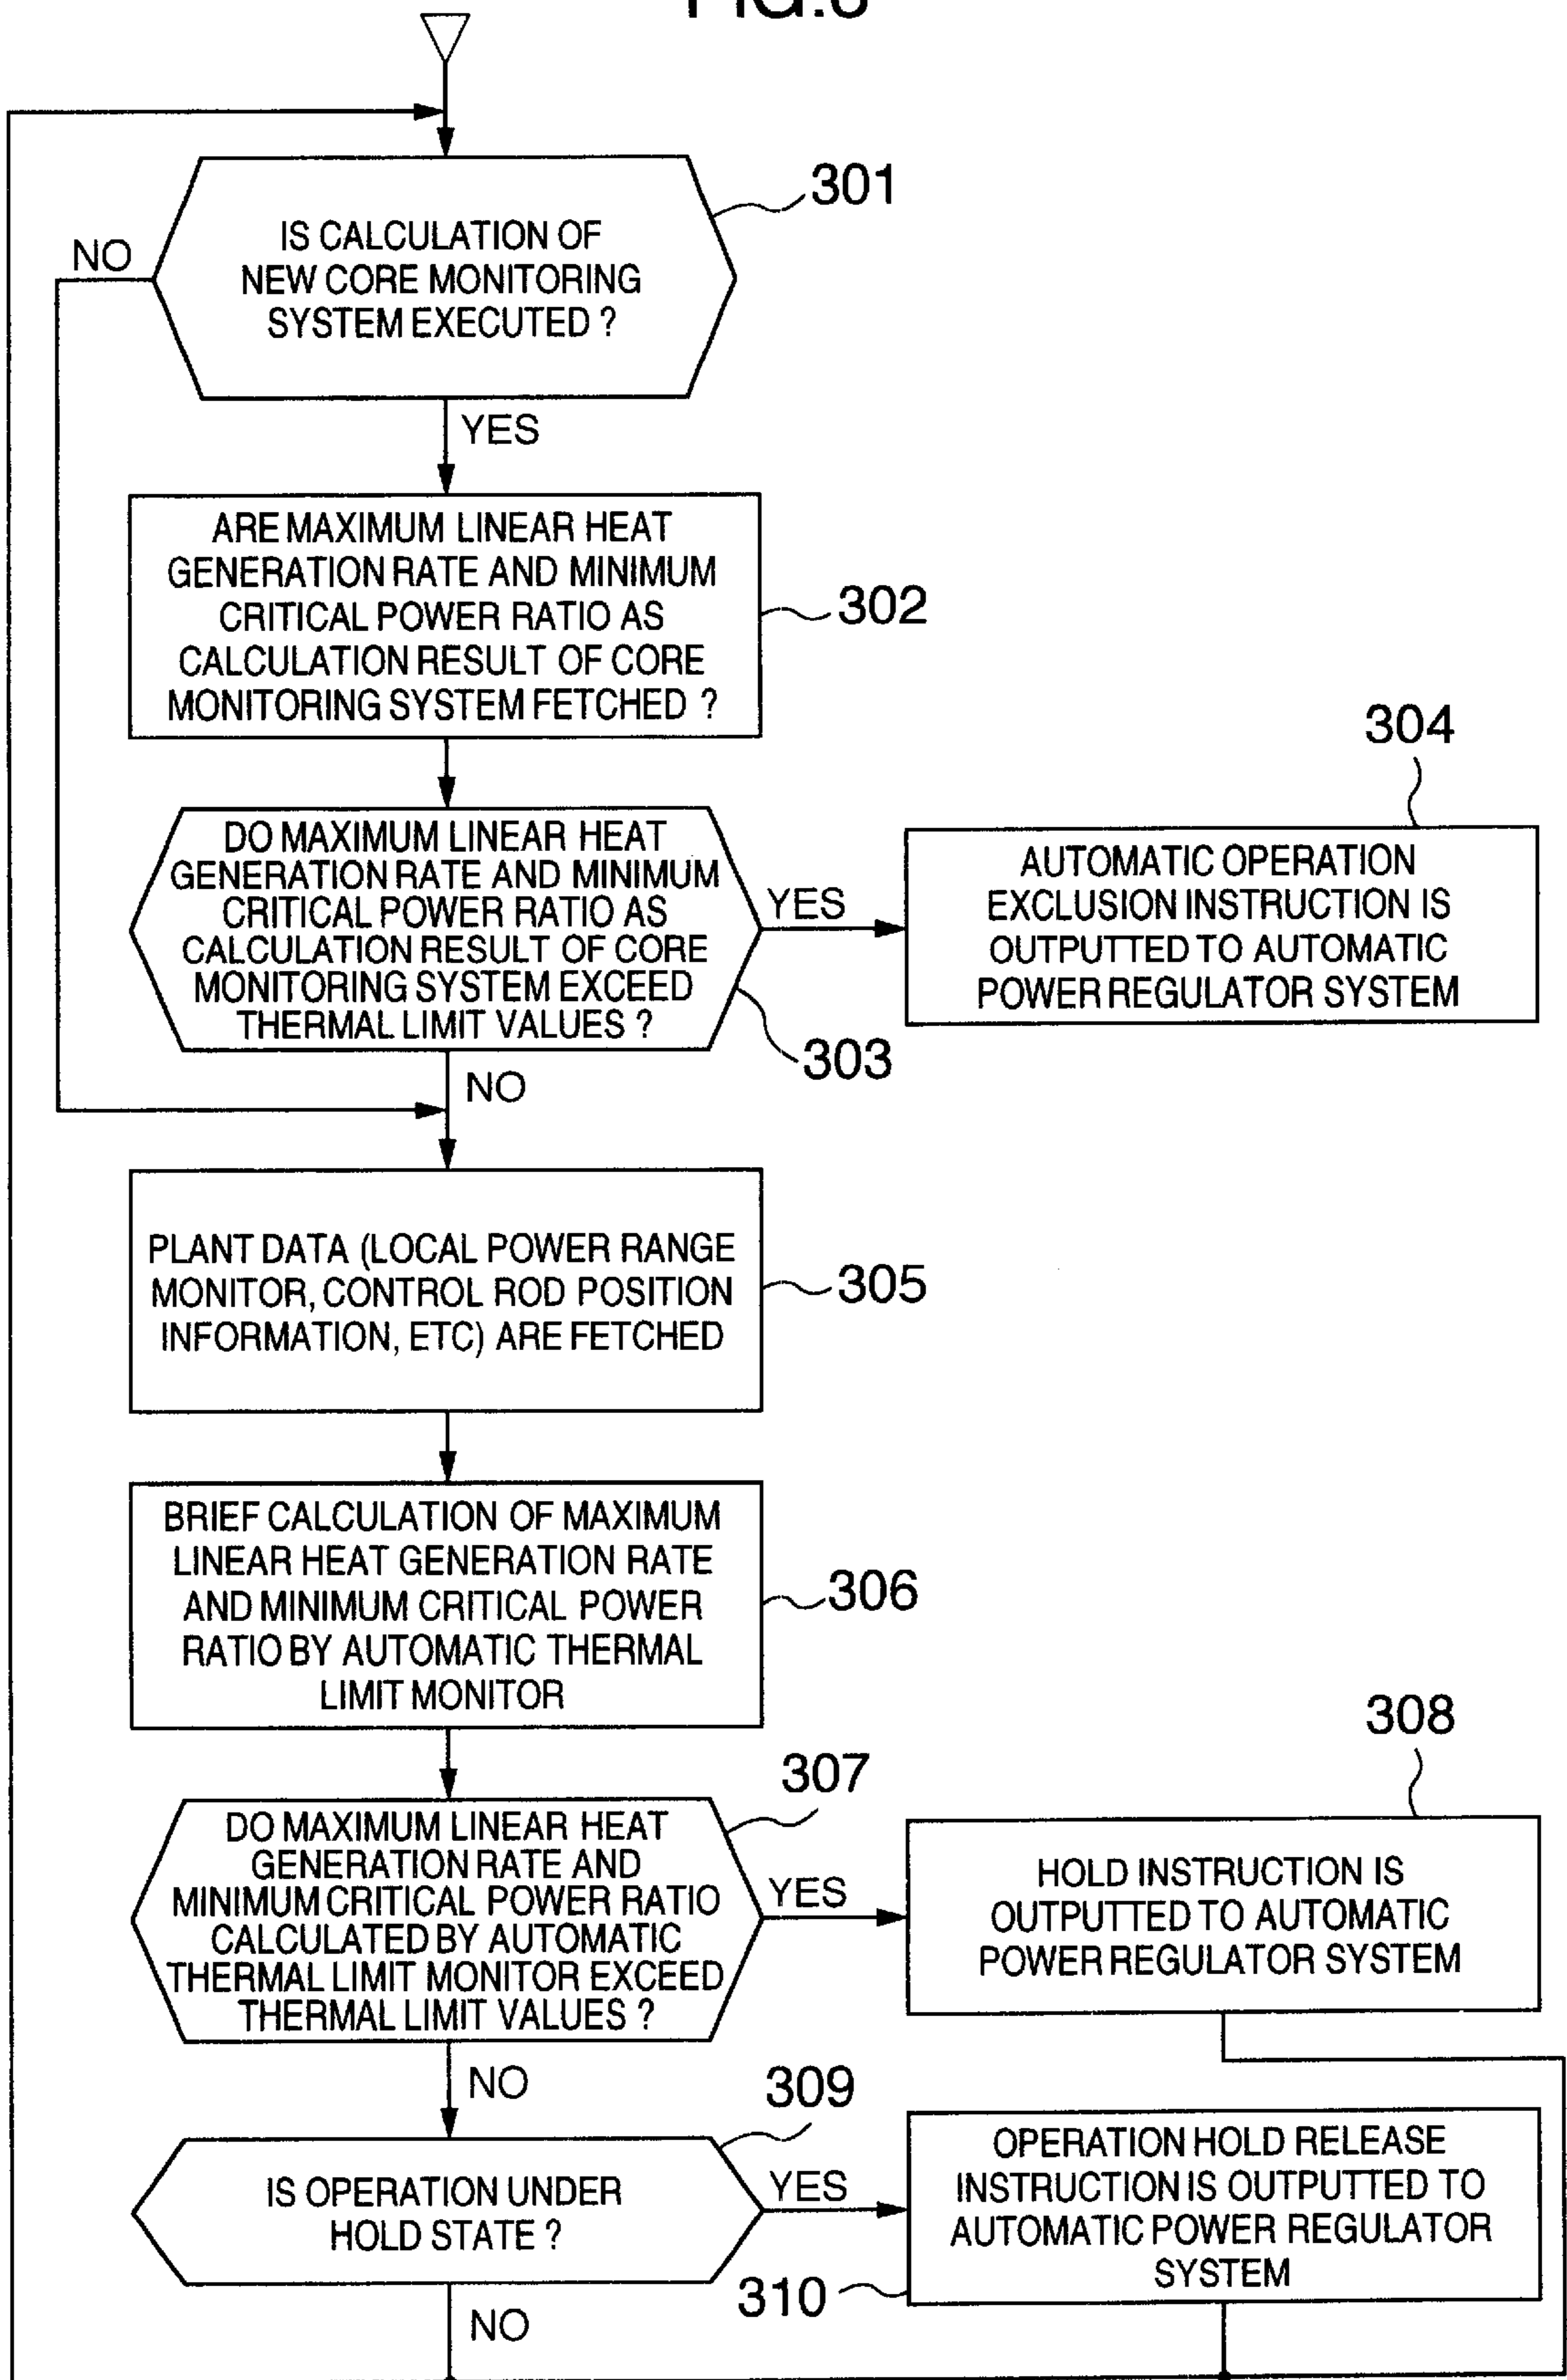 IS CALCULATION OF
NEW CORE MONITORING
SYSTEM EXECUTED ?
301
NO
YES
ARE MAXIMUM LINEAR HEAT
GENERATION RATE AND MINIMUM
CRITICAL POWER RATIO AS
CALCULATION RESULT OF CORE
MONITORING SYSTEM FETCHED ?
302
DO MAXIMUM LINEAR HEAT
GENERATION RATE AND MINIMUM
CRITICAL POWER RATIO AS
CALCULATION RESULT OF CORE
MONITORING SYSTEM EXCEED
THERMAL LIMIT VALUES ?
303
YES
304
AUTOMATIC OPERATION
EXCLUSION INSTRUCTION IS
OUTPUTTED TO AUTOMATIC
POWER REGULATOR SYSTEM
NO
PLANT DATA (LOCAL POWER RANGE
MONITOR, CONTROL ROD POSITION
INFORMATION, ETC) ARE FETCHED
305
BRIEF CALCULATION OF MAXIMUM
LINEAR HEAT GENERATION RATE
AND MINIMUM CRITICAL POWER
RATIO BY AUTOMATIC THERMAL
LIMIT MONITOR
306
307
DO MAXIMUM LINEAR HEAT
GENERATION RATE AND
MINIMUM CRITICAL POWER RATIO
CALCULATED BY AUTOMATIC
THERMAL LIMIT MONITOR EXCEED
THERMAL LIMIT VALUES ?
YES
308
HOLD INSTRUCTION IS
OUTPUTTED TO AUTOMATIC
POWER REGULATOR SYSTEM
NO
309
IS OPERATION UNDER
HOLD STATE ?
YES
OPERATION HOLD RELEASE
INSTRUCTION IS OUTPUTTED TO
AUTOMATIC POWER REGULATOR
SYSTEM
310
NO